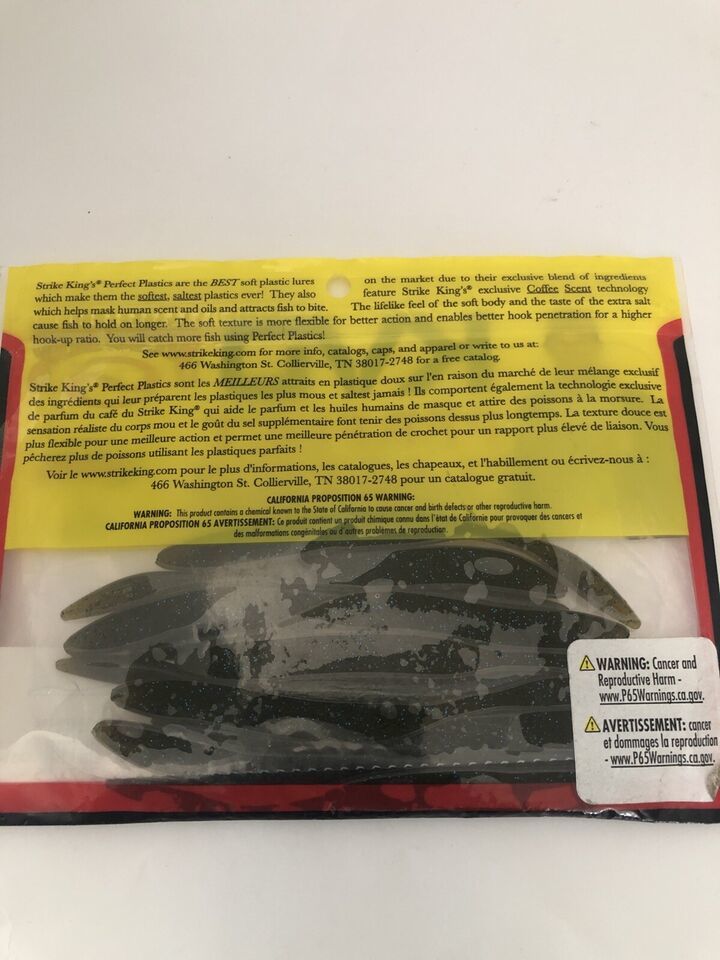 Strike King's® Perfect Plastics are the BEST soft plastic lures on the market due to their exclusive blend of ingredients
which make them the softest, saltest plastics ever! They also feature Strike King's® exclusive Coffee Scent technology
which helps mask human scent and oils and attracts fish to bite. The lifelike feel of the soft body and the taste of the extra salt
cause fish to hold on longer. The soft texture is more flexible for better action and enables better hook penetration for a higher
hook-up ratio. You will catch more fish using Perfect Plastics!
See www.strikeking.com for more info, catalogs, caps, and apparel or write to us at:
466 Washington St. Collierville, TN 38017-2748 for a free catalog.
Strike King's® Perfect Plastics sont les MEILLEURS attraits en plastique doux sur l'en raison du marché de leur mélange exclusif
des ingrédients qui leur préparent les plastiques les plus mous et saltest jamais ! Ils comportent également la technologie exclusive
de parfum du café du Strike King® qui aide le parfum et les huiles humains de masque et attire des poissons à la morsure. La
sensation réaliste du corps mou et le goût du sel supplémentaire font tenir des poissons dessus plus longtemps. La texture douce est
plus flexible pour une meilleure action et permet une meilleure pénétration de crochet pour un rapport plus élevé de liaison. Vous
pêcherez plus de poissons utilisant les plastiques parfaits !
Voir le www.strikeking.com pour le plus d'informations, les catalogues, les chapeaux, et l'habillement ou écrivez-nous à :
466 Washington St. Collierville, TN 38017-2748 pour un catalogue gratuit.
CALIFORNIA PROPOSITION 65 WARNING:
WARNING: This product contains a chemical known to the State of California to cause cancer and birth defects or other reproductive harm.
CALIFORNIA PROPOSITION 65 AVERTISSEMENT: Ce produit contient un produit chimique connu dans l'état de Californie pour provoquer des cancers et
des malformations congénitales ou d'autres problèmes de reproduction.
WARNING: Cancer and
Reproductive Harm -
www.P65Warnings.ca.gov.
AVERTISSEMENT: cancer
et dommages la reproduction
- www.P65Warnings.ca.gov.